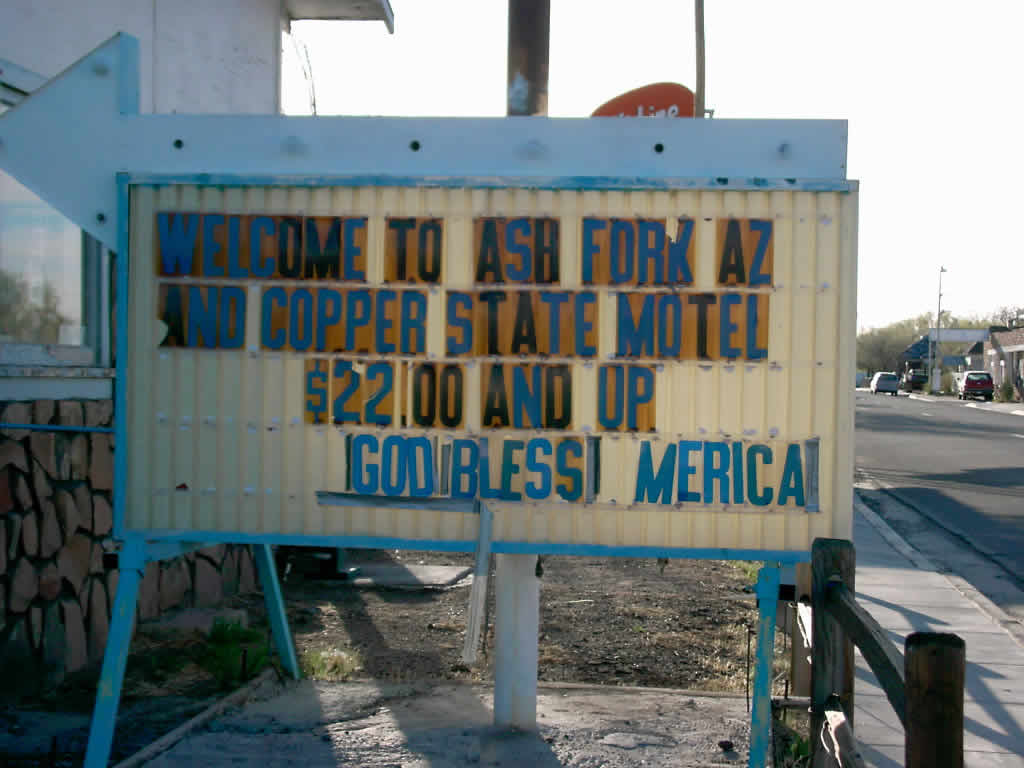 WELCOME TO ASH FORK AZ
AND COPPER STATE MOTEL
$22.00 AND UP
GOD BLESS MERICA